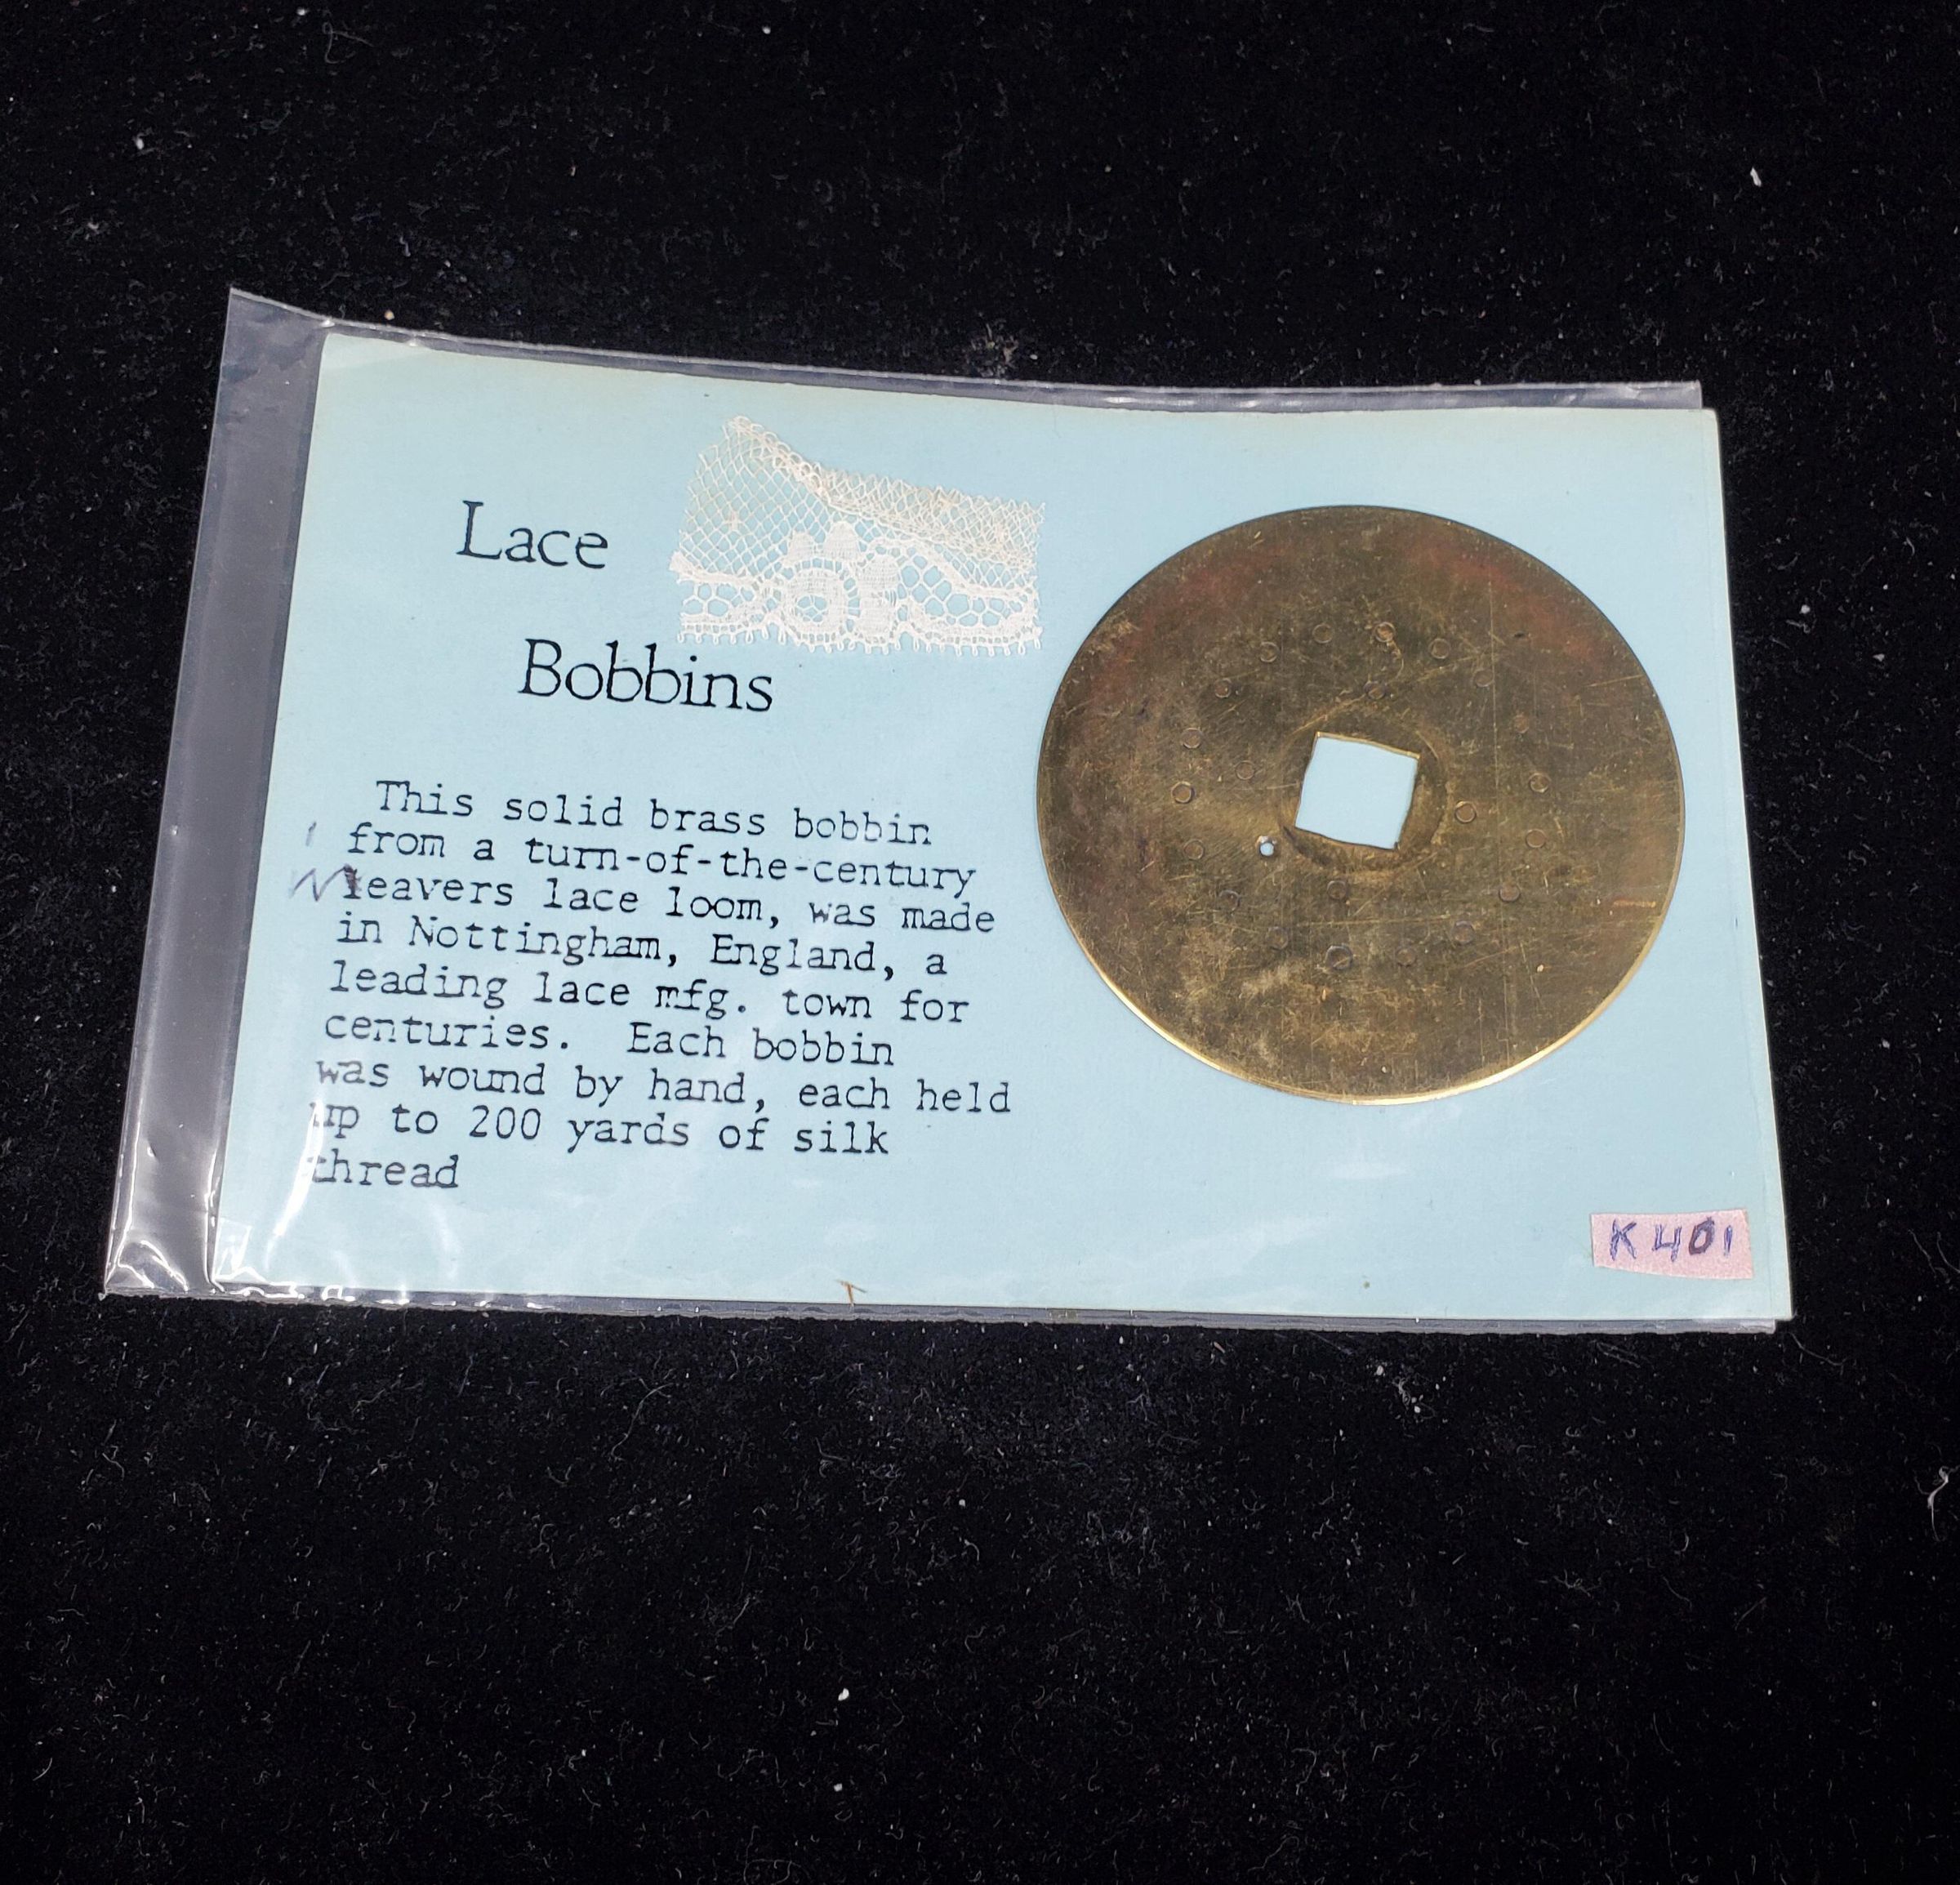 Lace
Bobbins
This solid brass bobbin
from a turn-of-the-century
leavers lace loom, was made
in Nottingham, England, a
leading lace mfg. town for
centuries. Each bobbin
was wound by hand, each held
up to 200 yards of silk
thread
K401